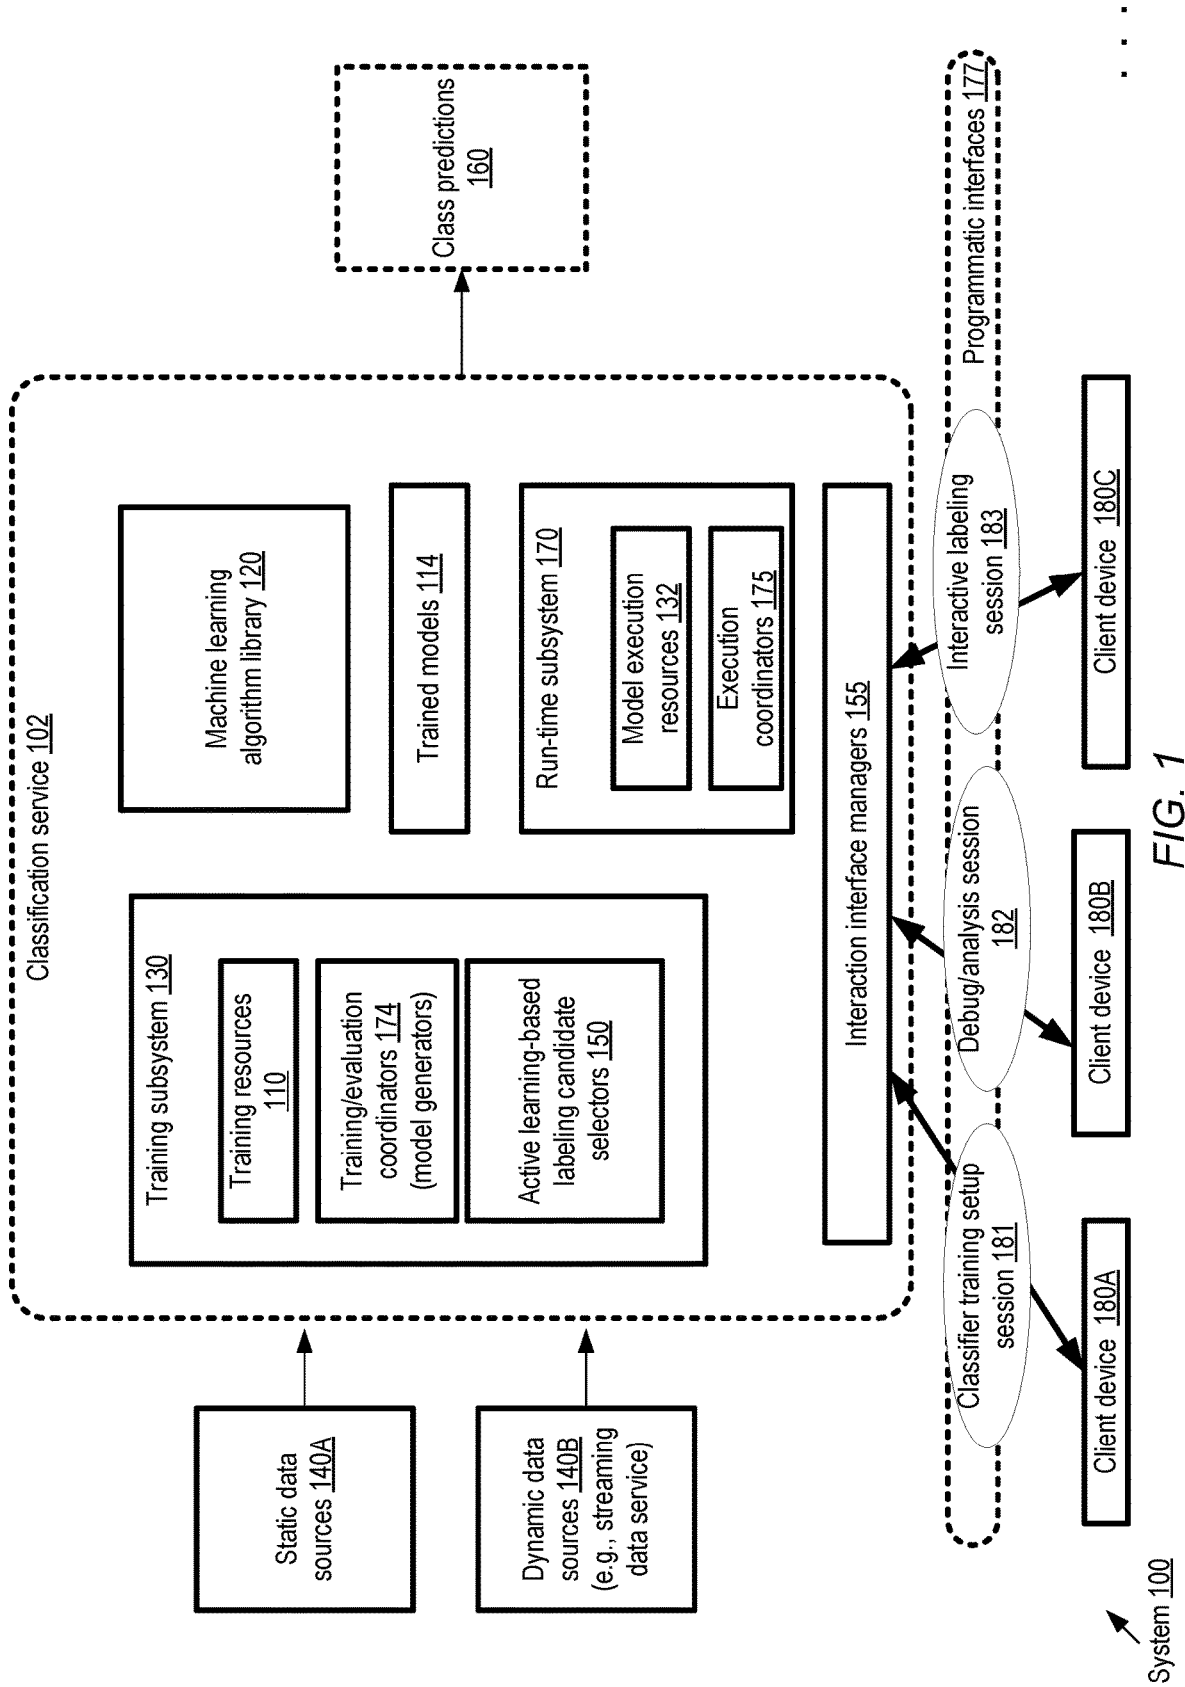 Classification service 102
Static data
sources 140A
Dynamic data
sources 140B
(e.g., streaming
data service)
Training subsystem 130
Training resources
110
Training/evaluation
coordinators 174
(model generators)
Active learning-based
labeling candidate
selectors 150
Machine learning
algorithm library 120
Trained models 114
Run-time subsystem 170
Model execution
resources 132
Execution
coordinators 175
Interaction interface managers 155
Class predictions
160
Classifier training setup
session 181
Debug/analysis session
182
Interactive labeling
session 183
Programmatic interfaces 177
Client device 180A
Client device 180B
Client device 180C
. . .
System 100
FIG. 1